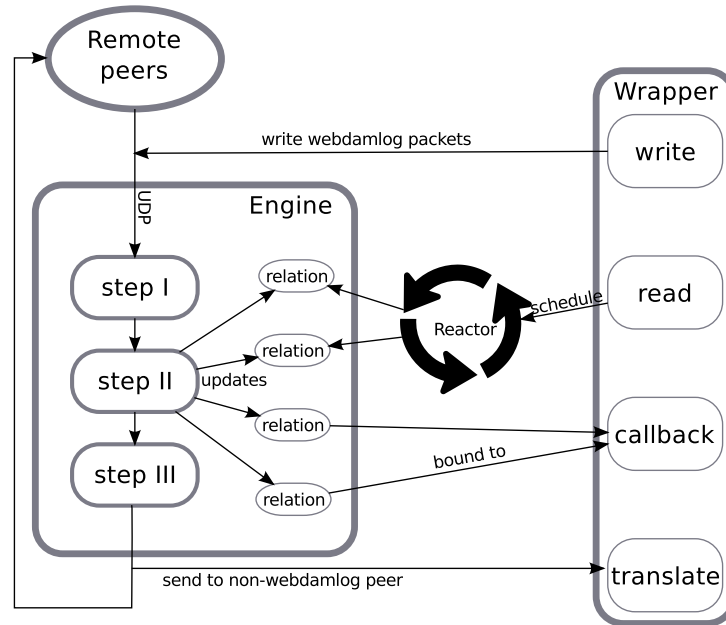 Remote
peers
Wrapper
write webdamlog packets
write
UDP
Engine
step I
relation
schedule
read
Reactor
relation
step II
updates
relation
callback
bound to
step III
relation
send to non-webdamlog peer
translate